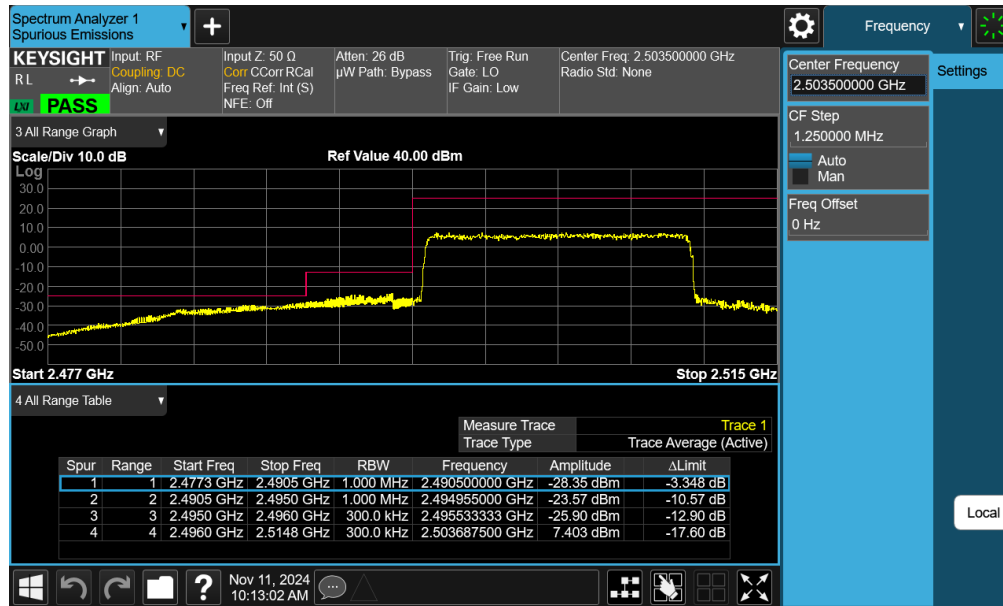 Spectrum Analyzer 1
Spurious Emissions
+
Frequency
KEYSIGHT
R L
LXI
PASS
Input: RF
Coupling: DC
Align: Auto
Input Z: 50 Ω
Corr CCorr RCal
Freq Ref: Int (S)
NFE: Off
Atten: 26 dB
µW Path: Bypass
Trig: Free Run
Gate: LO
IF Gain: Low
Center Freq: 2.503500000 GHz
Radio Std: None
Center Frequency
2.503500000 GHz
Settings
CF Step
1.250000 MHz
Auto
Man
Freq Offset
0 Hz
3 All Range Graph
Scale/Div 10.0 dB
Ref Value 40.00 dBm
Log
30.0
20.0
10.0
0.00
-10.0
-20.0
-30.0
-40.0
-50.0
Start 2.477 GHz
Stop 2.515 GHz
4 All Range Table
Measure Trace Trace 1
Trace Type Trace Average (Active)
Spur Range Start Freq Stop Freq RBW Frequency Amplitude ΔLimit
1 1 2.4773 GHz 2.4905 GHz 1.000 MHz 2.490500000 GHz -28.35 dBm -3.348 dB
2 2 2.4905 GHz 2.4950 GHz 1.000 MHz 2.494955000 GHz -23.57 dBm -10.57 dB
3 3 2.4950 GHz 2.4960 GHz 300.0 kHz 2.495533333 GHz -25.90 dBm -12.90 dB
4 4 2.4960 GHz 2.5148 GHz 300.0 kHz 2.503687500 GHz 7.403 dBm -17.60 dB
Local
?
Nov 11, 2024
10:13:02 AM